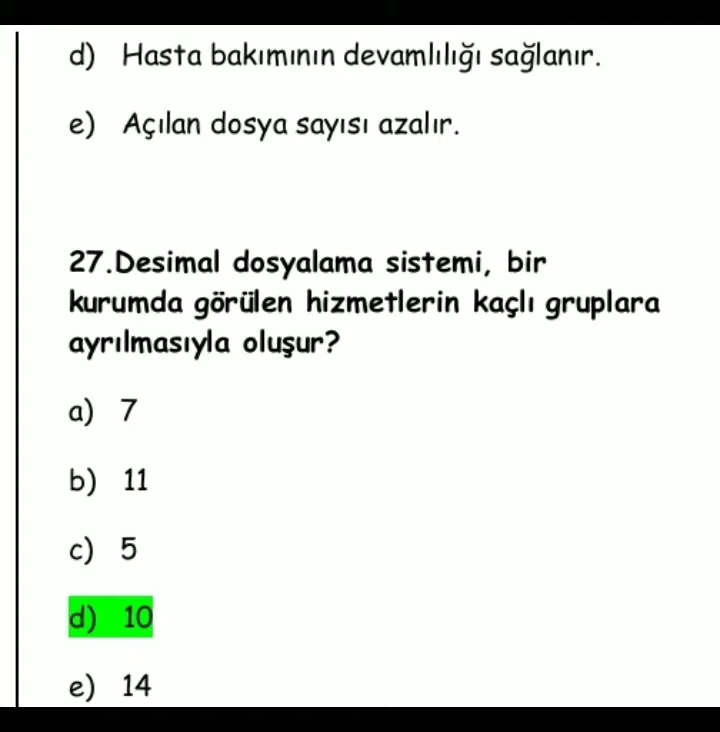 d) Hasta bakımının devamlılığı sağlanır.
e) Açılan dosya sayısı azalır.
27.Desimal dosyalama sistemi, bir
kurumda görülen hizmetlerin kaçlı gruplara
ayrılmasıyla oluşur?
a) 7
b) 11
c) 5
d) 10
e) 14